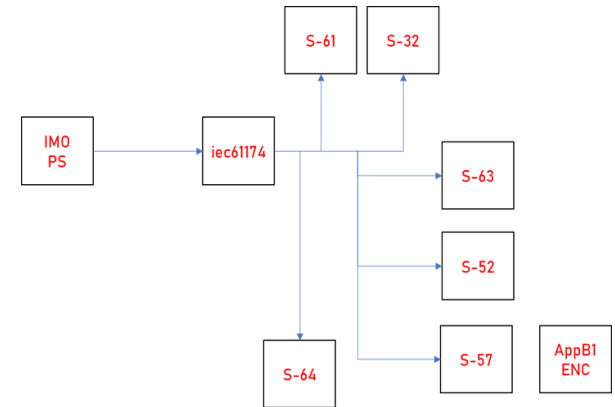 S-61
S-32
IMO
PS
iec61174
S-63
S-52
S-64
S-57
AppB1
ENC